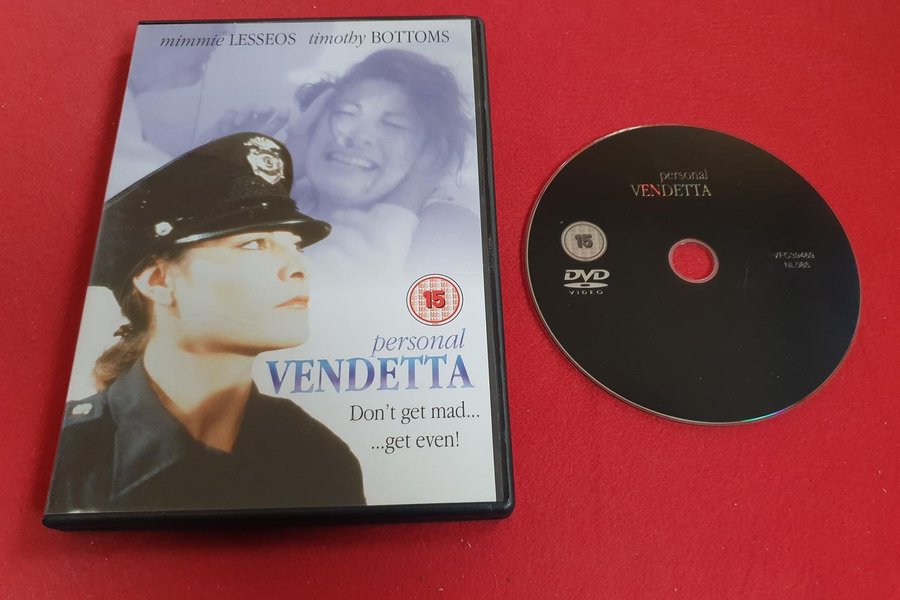 mimmie LESSEOS timothy BOTTOMS
15
personal
VENDETTA
Don't get mad...
...get even!
personal
VENDETTA
15
DVD
VIDEO